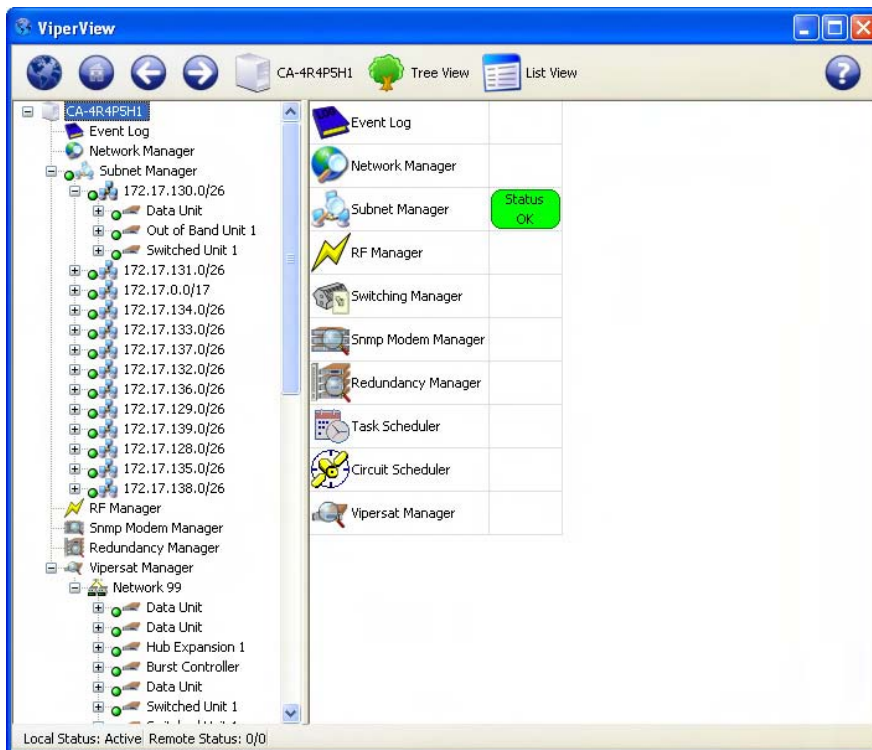 ViperView
CA-4R4P5H1
Tree View
List View
CA-4R4P5H1
Event Log
Network Manager
Subnet Manager
172.17.130.0/26
Data Unit
Out of Band Unit 1
Switched Unit 1
172.17.131.0/26
172.17.0.0/17
172.17.134.0/26
172.17.133.0/26
172.17.137.0/26
172.17.132.0/26
172.17.136.0/26
172.17.129.0/26
172.17.139.0/26
172.17.128.0/26
172.17.135.0/26
172.17.138.0/26
RF Manager
Snmp Modem Manager
Redundancy Manager
Vipersat Manager
Network 99
Data Unit
Data Unit
Hub Expansion 1
Burst Controller
Data Unit
Switched Unit 1
Event Log
Network Manager
Subnet Manager
Status
OK
RF Manager
Switching Manager
Snmp Modem Manager
Redundancy Manager
Task Scheduler
Circuit Scheduler
Vipersat Manager
Local Status: Active
Remote Status: 0/0